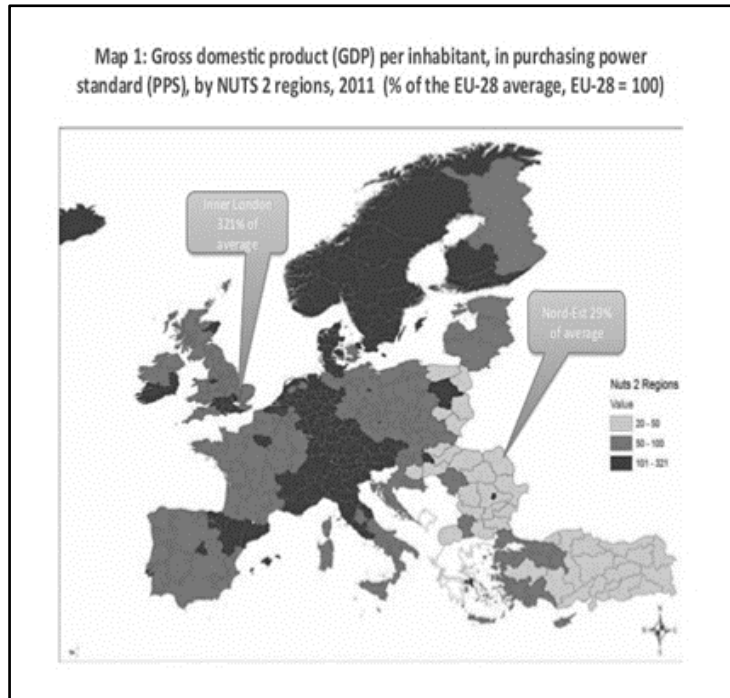 Map 1: Gross domestic product (GDP) per inhabitant, in purchasing power
standard (PPS), by NUTS 2 regions, 2011 (% of the EU-28 average, EU-28 = 100)
Inner London
321% of
average
Nord-Est 29%
of average
Nuts 2 Regions
Value
20 - 50
50 - 100
101 - 321